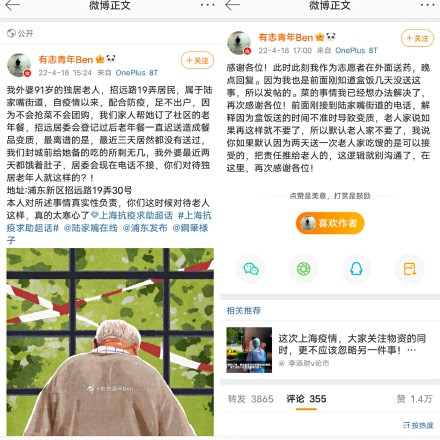 微博正文
公开
有志青年Ben
22-4-18 15:24 来自 OnePlus 8T
+关注
我外婆91岁的独居老人，招远路19弄居民，属于陆
家嘴街道，自疫情以来，配合防疫，足不出户，因
为不会抢菜不会团购，我们家人帮她订了社区的老
年餐，招远居委会登记过后老年餐一直迟送造成餐
品变质，最离谱的是，最近三天居然都没有送过，
我们封城前给她备的吃的所剩无几，我外婆最近两
天都饿着肚子，居委会现在电话不接，你们对待独
居老年人就这样的？！
地址:浦东新区招远路19弄30号
本人对所述事情真实性负责，你们这时候对待老人
这样，真的太寒心了上海抗疫求助超话 #上海抗
疫求助超话# @陆家嘴在线 @浦东发布 @鋼筆様
子
@有志青年Ben
微博正文
有志青年Ben
22-4-18 17:00 来自 OnePlus 8T
+关注
感谢各位！此时此刻我作为志愿者在外面送药，晚
点回复。因为我也是前面刚知道盒饭几天没送这
事，所以发帖的。菜的事情我已经想办法解决了，
再次感谢各位！前面刚接到陆家嘴街道的电话，解
释因为盒饭送的时间不准时导致变质，老人家说如
果再这样就不要了，所以默认老人家不要了，我说
你如果默认因为两天送一次老人家吃馊的是可以接
受的，把责任推给老人的，这逻辑就别沟通了，在
这里，再次感谢各位！
点赞是美意，打赏是鼓励
喜欢作者
相关推荐
这次上海疫情，大家关注物资的同
时，更不应该忽略另一件事！…
@ 李添财v论市
转发 3865 评论 355 赞 1.4万
按热度